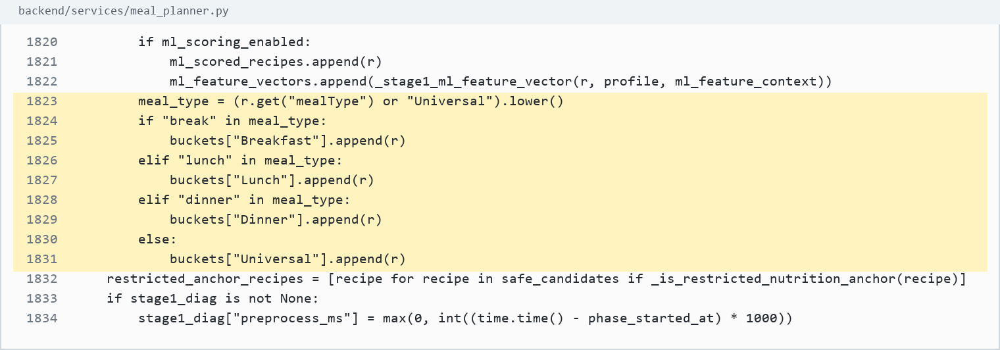 backend/services/meal_planner.py
1820 if ml_scoring_enabled:
1821 ml_scored_recipes.append(r)
1822 ml_feature_vectors.append(_stage1_ml_feature_vector(r, profile, ml_feature_context))
1823 meal_type = (r.get("mealType") or "Universal").lower()
1824 if "break" in meal_type:
1825 buckets["Breakfast"].append(r)
1826 elif "lunch" in meal_type:
1827 buckets["Lunch"].append(r)
1828 elif "dinner" in meal_type:
1829 buckets["Dinner"].append(r)
1830 else:
1831 buckets["Universal"].append(r)
1832 restricted_anchor_recipes = [recipe for recipe in safe_candidates if _is_restricted_nutrition_anchor(recipe)]
1833 if stage1_diag is not None:
1834 stage1_diag["preprocess_ms"] = max(0, int((time.time() - phase_started_at) * 1000))